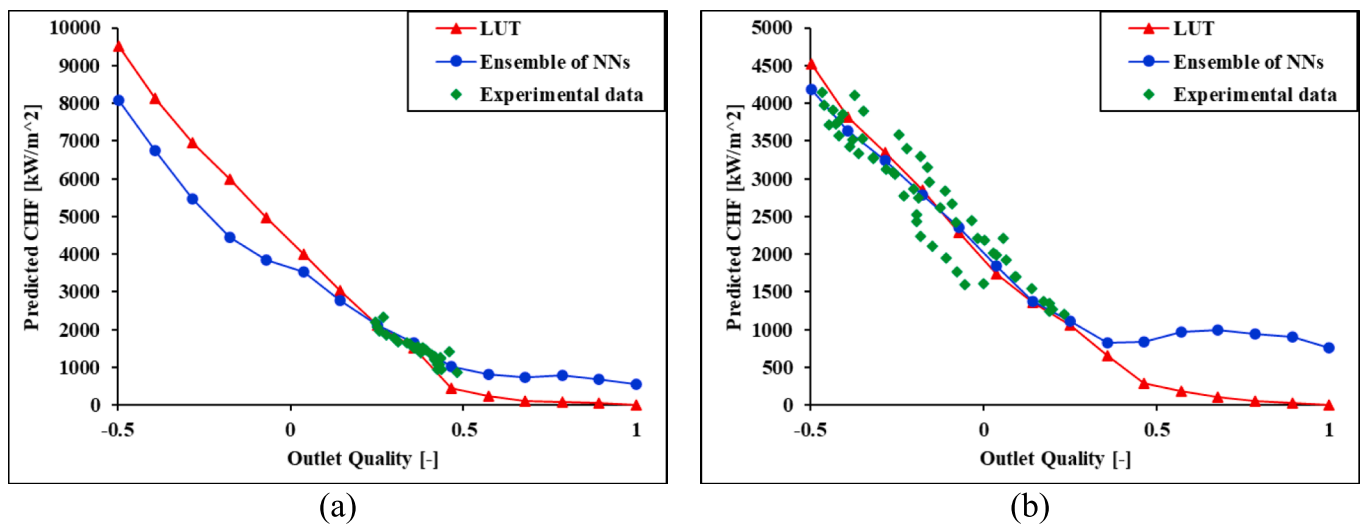 10000
9000
8000
7000
6000
5000
4000
3000
2000
1000
0
Predicted CHF [kW/m^2]
-0.5
0
0.5
1
Outlet Quality [-]
LUT
Ensemble of NNs
Experimental data
(a)
5000
4500
4000
3500
3000
2500
2000
1500
1000
500
0
Predicted CHF [kW/m^2]
-0.5
0
0.5
1
Outlet Quality [-]
LUT
Ensemble of NNs
Experimental data
(b)